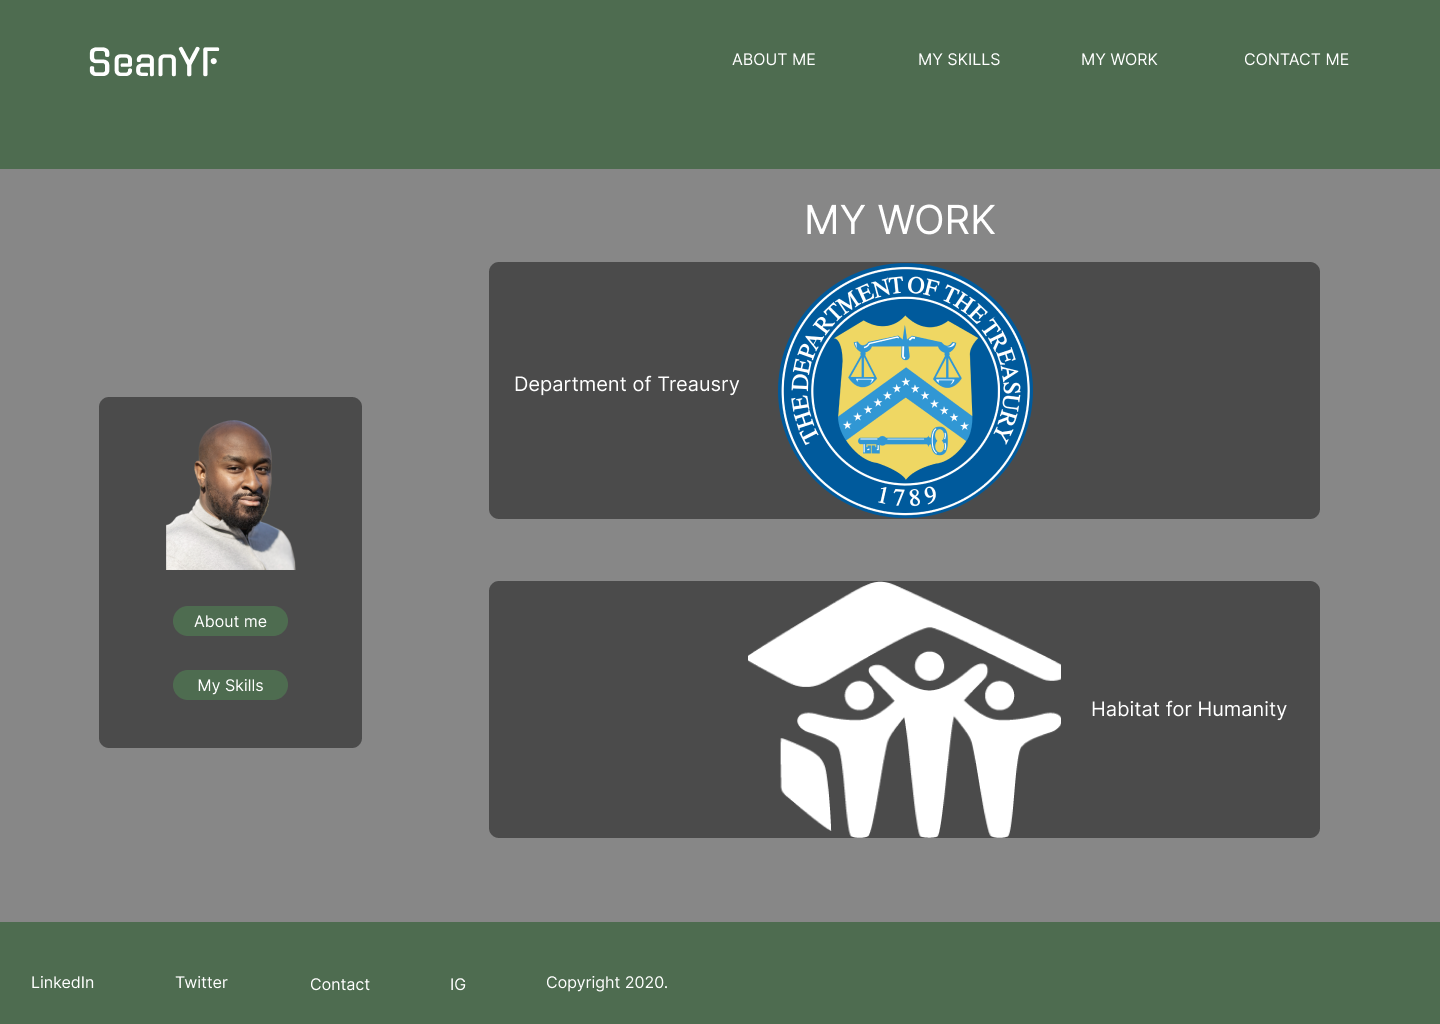 SeanYF
ABOUT ME
MY SKILLS
MY WORK
CONTACT ME
MY WORK
Department of Treausry
THE DEPARTMENT OF THE TREASURY
1789
About me
My Skills
Habitat for Humanity
LinkedIn
Twitter
Contact
IG
Copyright 2020.